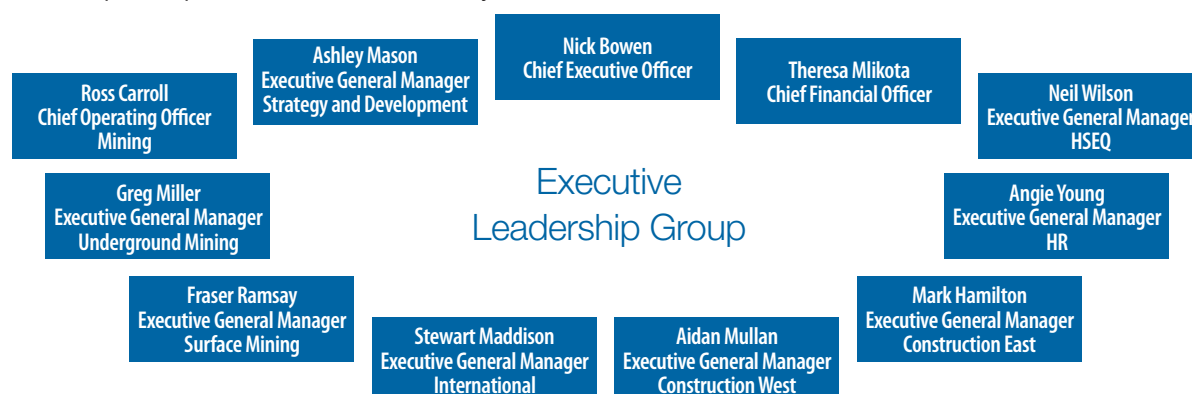 Nick Bowen
Chief Executive Officer
Ashley Mason
Executive General Manager
Strategy and Development
Theresa Mlikota
Chief Financial Officer
Ross Carroll
Chief Operating Officer
Mining
Neil Wilson
Executive General Manager
HSEQ
Executive
Leadership Group
Greg Miller
Executive General Manager
Underground Mining
Angie Young
Executive General Manager
HR
Fraser Ramsay
Executive General Manager
Surface Mining
Mark Hamilton
Executive General Manager
Construction East
Stewart Maddison
Executive General Manager
International
Aidan Mullan
Executive General Manager
Construction West